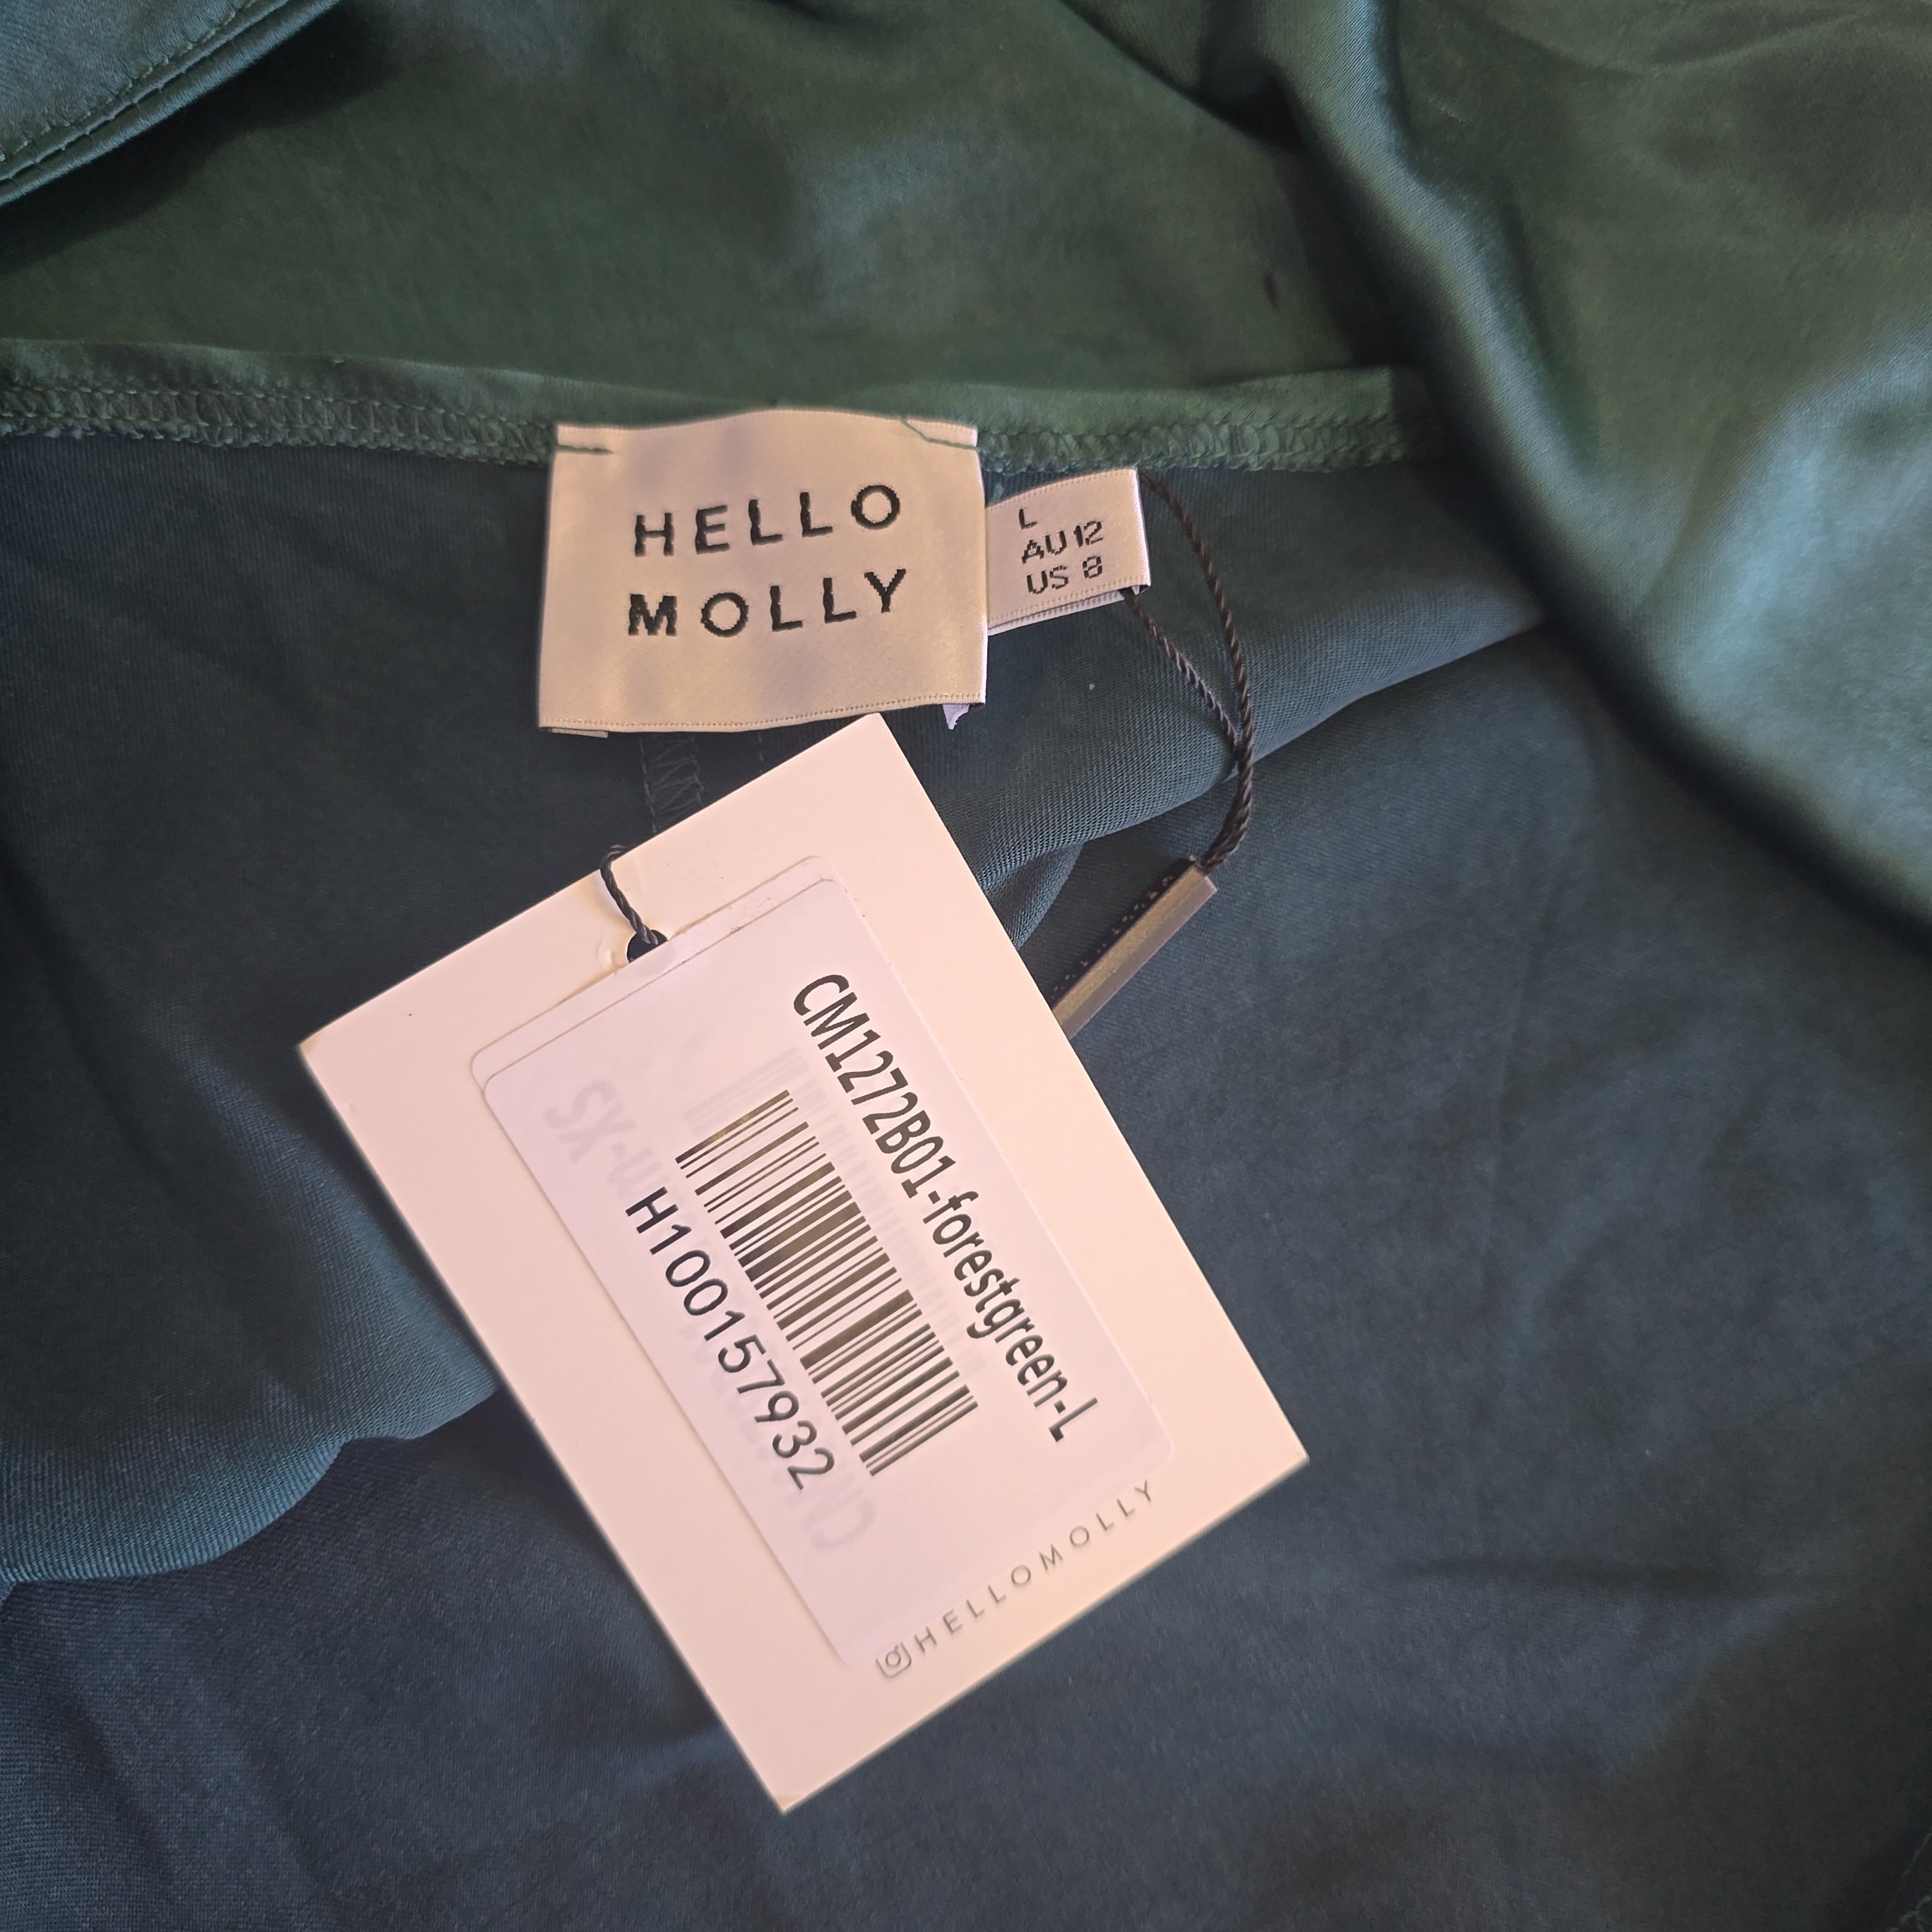 HELLO
MOLLY
L
AU 12
US 8
CM1272B01-forestgreen-L
H100157932
HELLOMOLLY